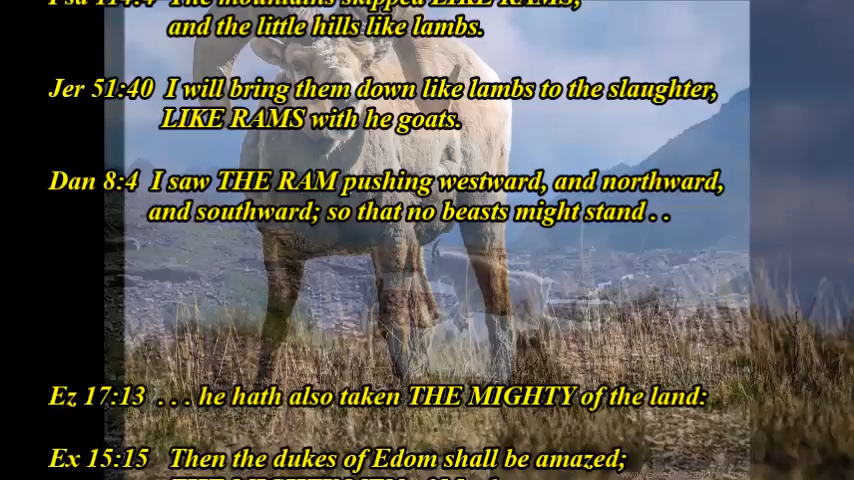 Psa 114:4 The mountains skipped LIKE RAMS,
and the little hills like lambs.
Jer 51:40 I will bring them down like lambs to the slaughter,
LIKE RAMS with he goats.
Dan 8:4 I saw THE RAM pushing westward, and northward,
and southward; so that no beasts might stand . .
Ez 17:13 . . . he hath also taken THE MIGHTY of the land:
Ex 15:15 Then the dukes of Edom shall be amazed;